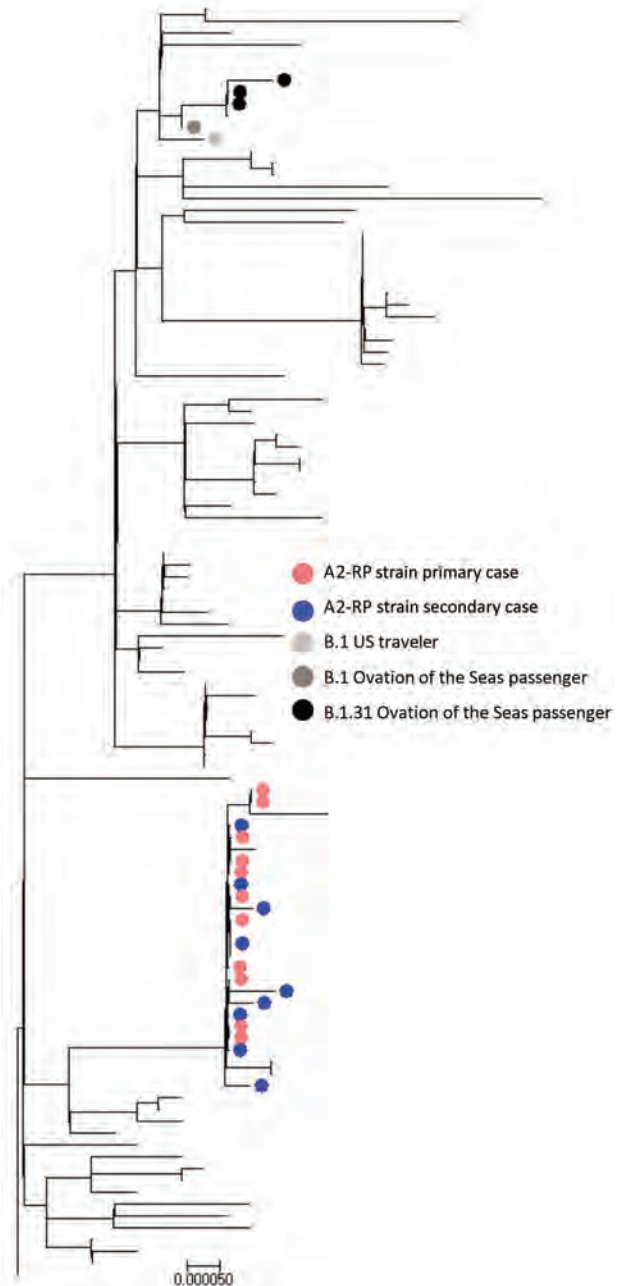 A2-RP strain primary case
A2-RP strain secondary case
B.1 US traveler
B.1 Ovation of the Seas passenger
B.1.31 Ovation of the Seas passenger
0.000050